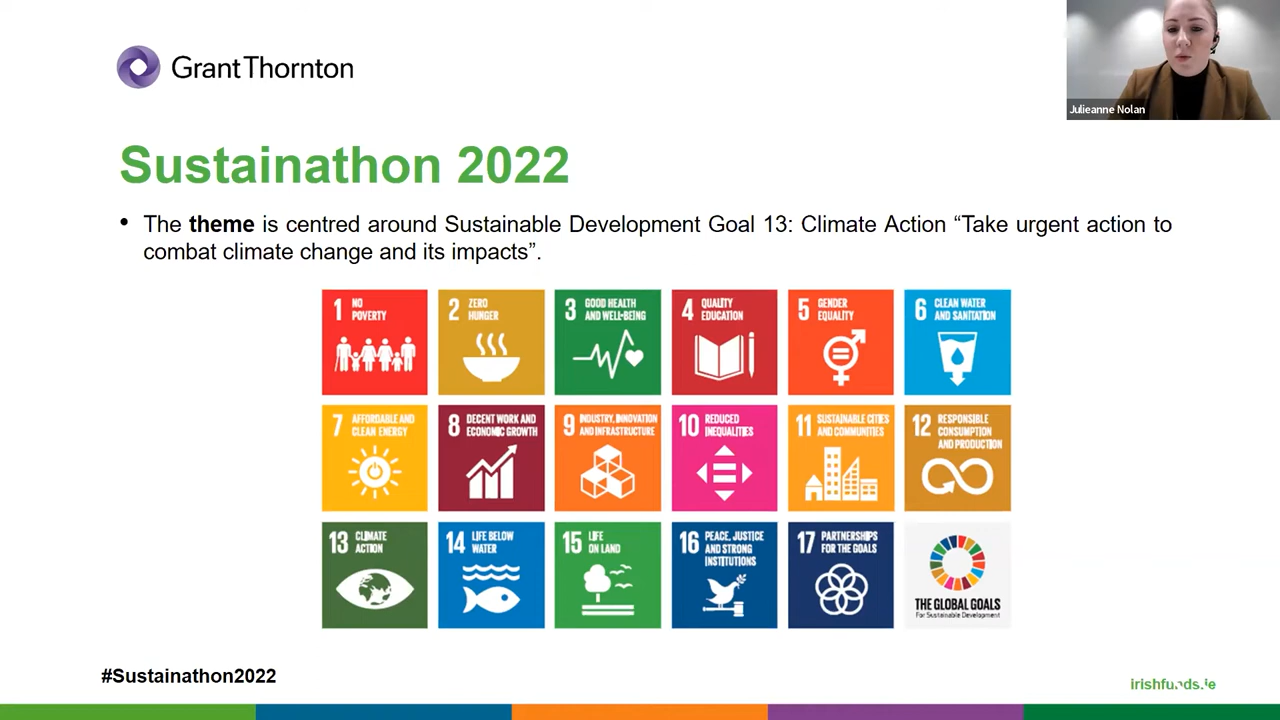 Grant Thornton
Julieanne Nolan
Sustainathon 2022
• The theme is centred around Sustainable Development Goal 13: Climate Action “Take urgent action to
combat climate change and its impacts”.
1 NO
POVERTY
2 ZERO
HUNGER
3 GOOD HEALTH
AND WELL-BEING
4 QUALITY
EDUCATION
5 GENDER
EQUALITY
6 CLEAN WATER
AND SANITATION
7 AFFORDABLE AND
CLEAN ENERGY
8 DECENT WORK AND
ECONOMIC GROWTH
9 INDUSTRY, INNOVATION
AND INFRASTRUCTURE
10 REDUCED
INEQUALITIES
11 SUSTAINABLE CITIES
AND COMMUNITIES
12 RESPONSIBLE
CONSUMPTION
AND PRODUCTION
13 CLIMATE
ACTION
14 LIFE BELOW
WATER
15 LIFE
ON LAND
16 PEACE, JUSTICE
AND STRONG
INSTITUTIONS
17 PARTNERSHIPS
FOR THE GOALS
THE GLOBAL GOALS
For Sustainable Development
#Sustainathon2022
irishfunds.ie